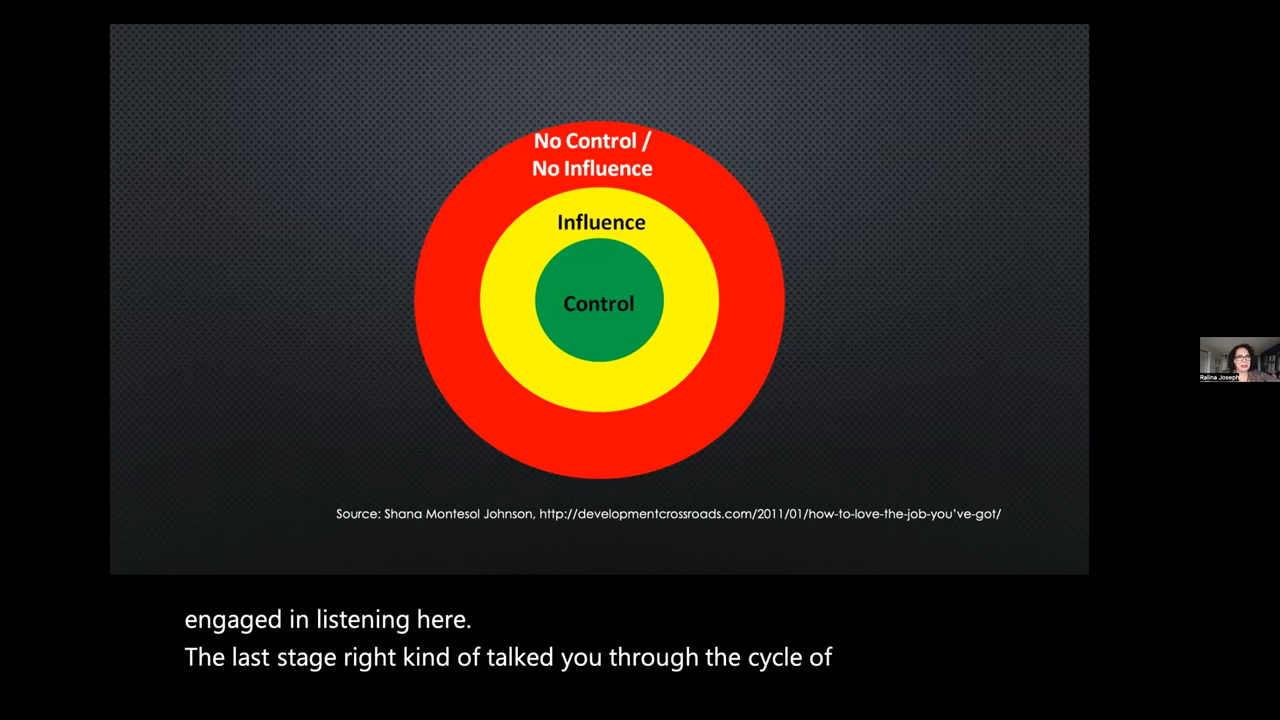 No Control /
No Influence
Influence
Control
Source: Shana Montesol Johnson, http://developmentcrossroads.com/2011/01/how-to-love-the-job-you've-got/
Ralina Joseph
engaged in listening here.
The last stage right kind of talked you through the cycle of